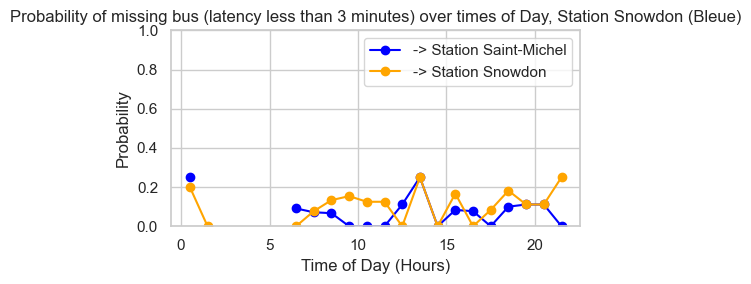 Probability of missing bus (latency less than 3 minutes) over times of Day, Station Snowdon (Bleue)
1.0
0.8
0.6
0.4
0.2
0.0
Probability
-> Station Saint-Michel
-> Station Snowdon
0 5 10 15 20
Time of Day (Hours)